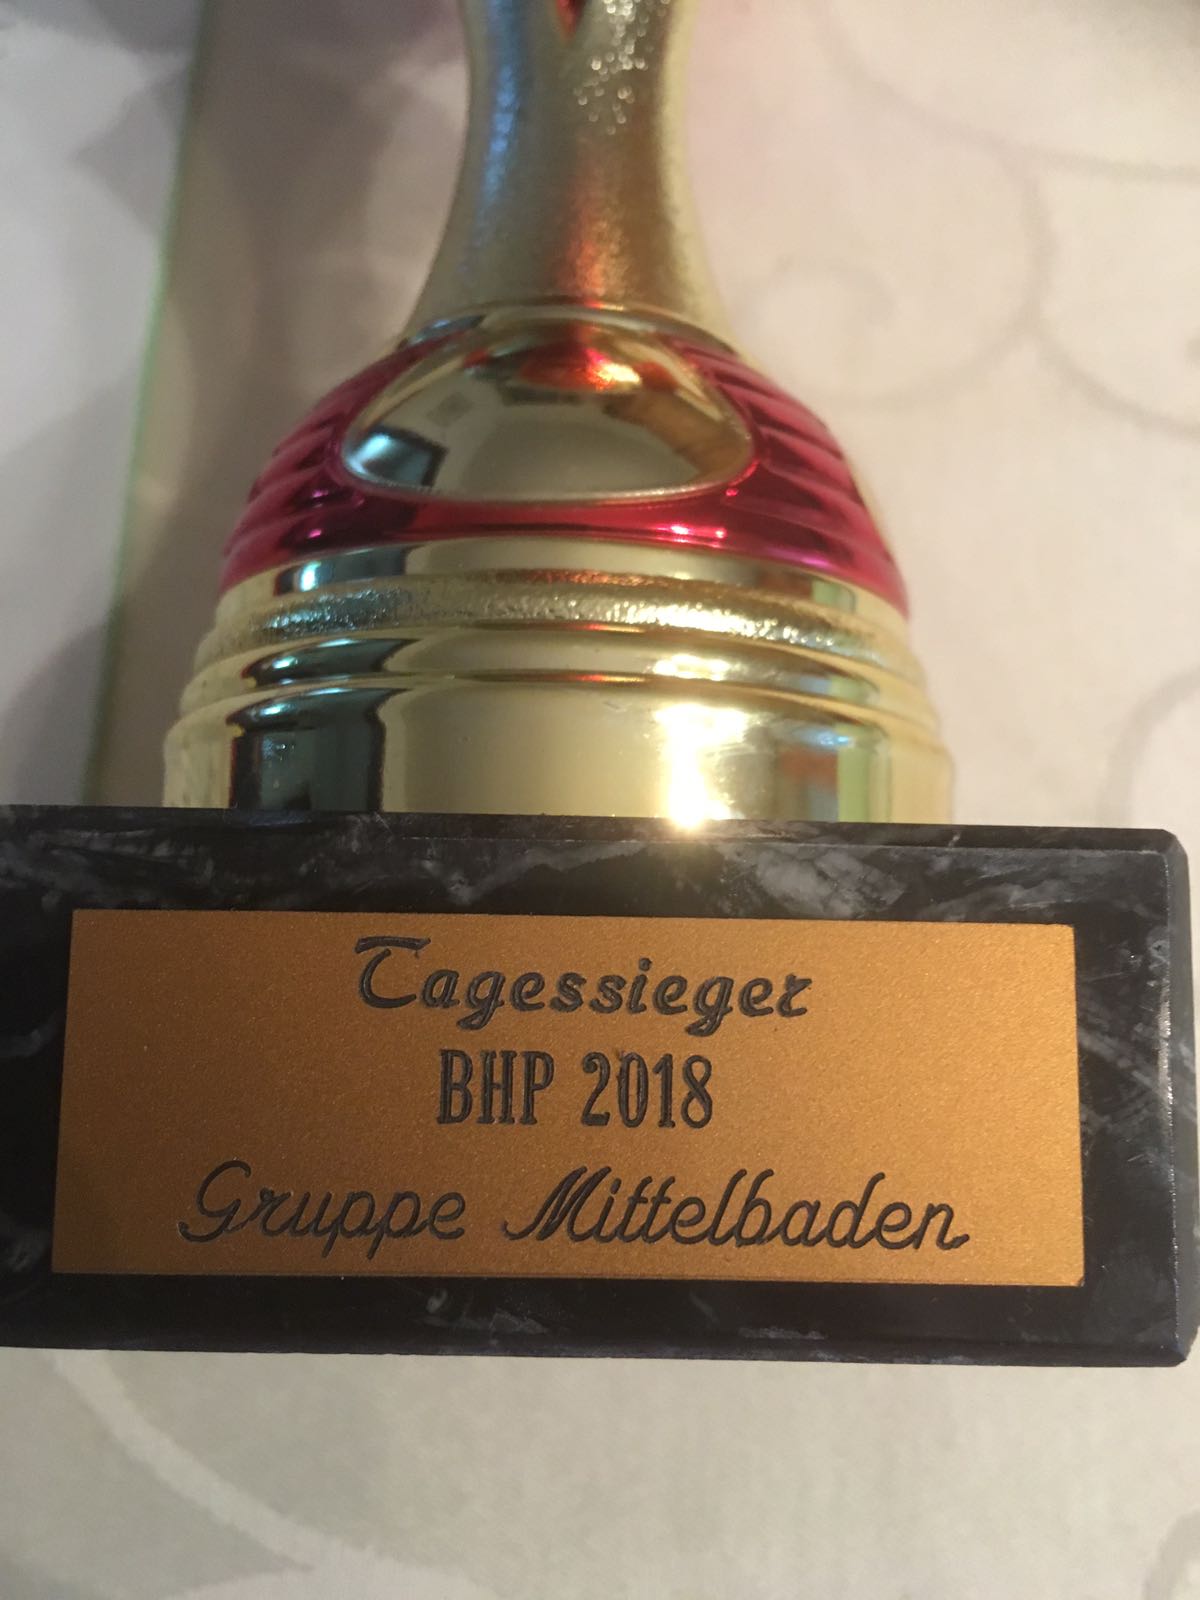 Tagessieger
BHP 2018
Gruppe Mittelbaden